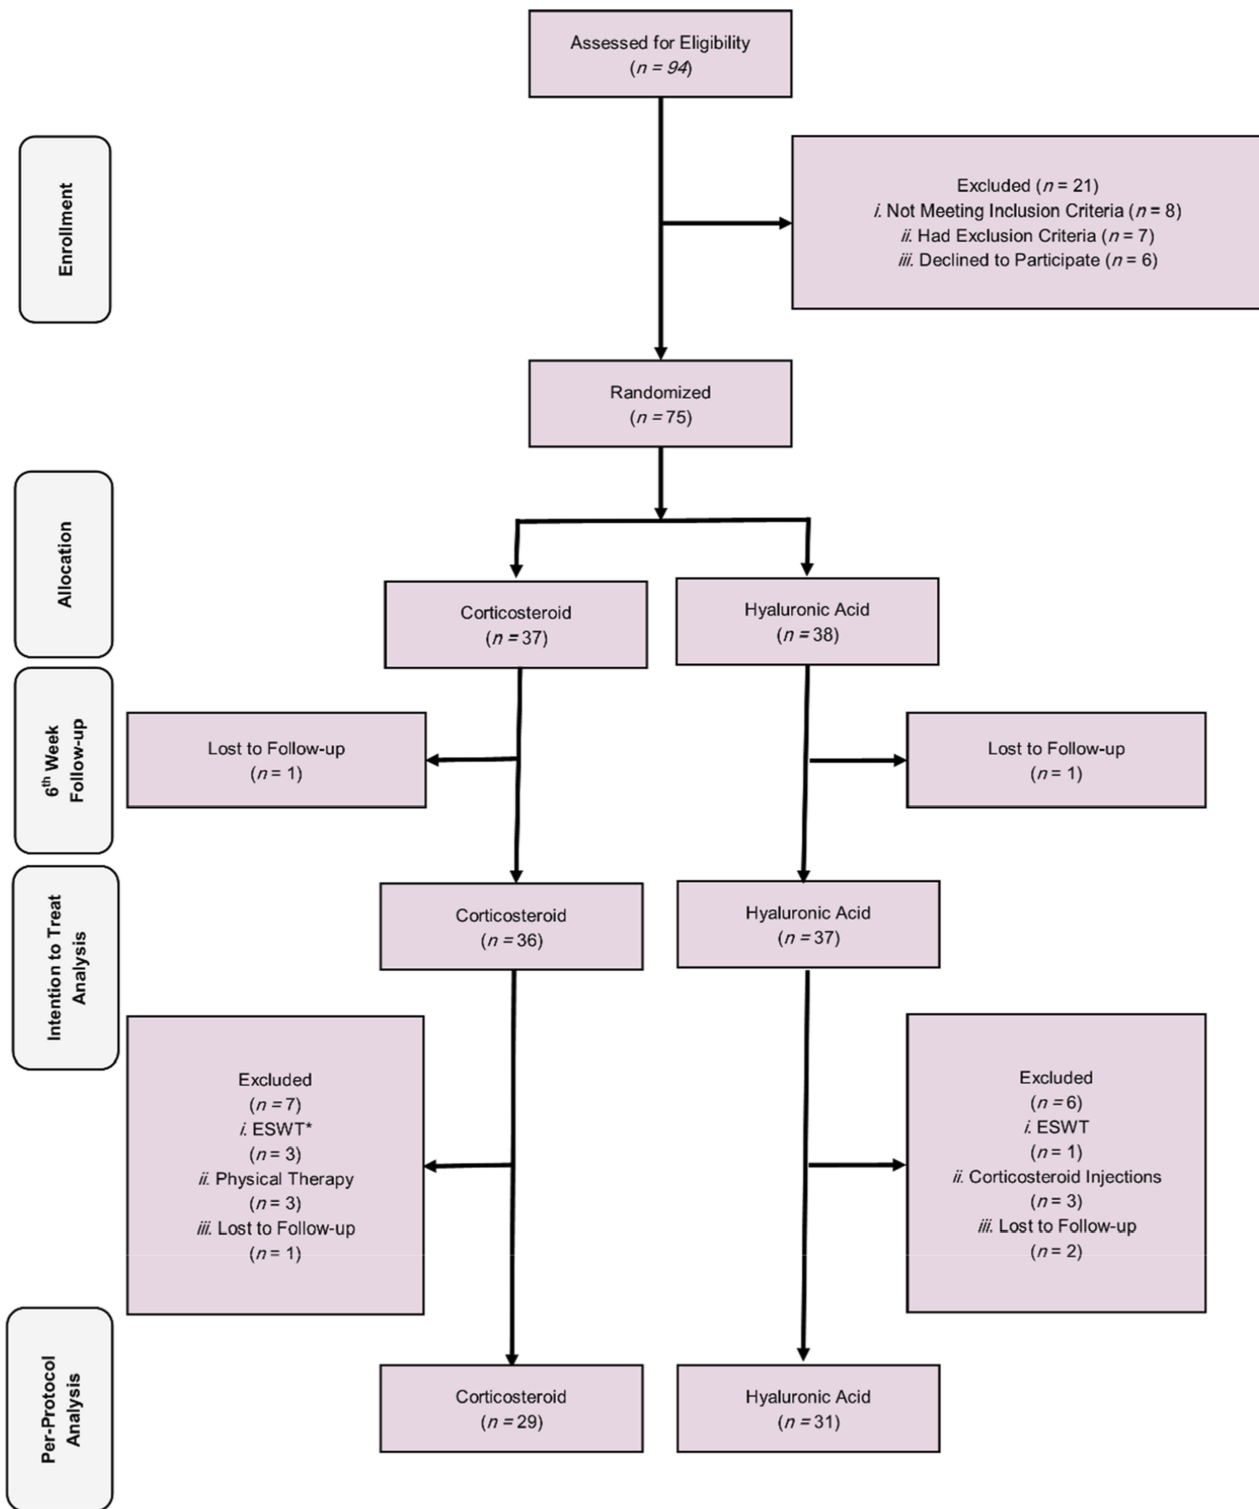 Assessed for Eligibility
(n = 94)
Enrollment
Excluded (n = 21)
i. Not Meeting Inclusion Criteria (n = 8)
ii. Had Exclusion Criteria (n = 7)
iii. Declined to Participate (n = 6)
Randomized
(n = 75)
Allocation
Corticosteroid
(n = 37)
Hyaluronic Acid
(n = 38)
6th Week
Follow-up
Lost to Follow-up
(n = 1)
Lost to Follow-up
(n = 1)
Intention to Treat
Analysis
Corticosteroid
(n = 36)
Hyaluronic Acid
(n = 37)
Excluded
(n = 7)
i. ESWT*
(n = 3)
ii. Physical Therapy
(n = 3)
iii. Lost to Follow-up
(n = 1)
Excluded
(n = 6)
i. ESWT
(n = 1)
ii. Corticosteroid Injections
(n = 3)
iii. Lost to Follow-up
(n = 2)
Per-Protocol
Analysis
Corticosteroid
(n = 29)
Hyaluronic Acid
(n = 31)